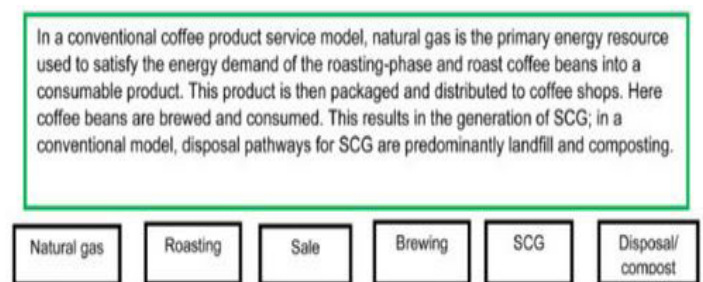 In a conventional coffee product service model, natural gas is the primary energy resource
used to satisfy the energy demand of the roasting-phase and roast coffee beans into a
consumable product. This product is then packaged and distributed to coffee shops. Here
coffee beans are brewed and consumed. This results in the generation of SCG; in a
conventional model, disposal pathways for SCG are predominantly landfill and composting.
Natural gas Roasting Sale Brewing SCG Disposal/
compost